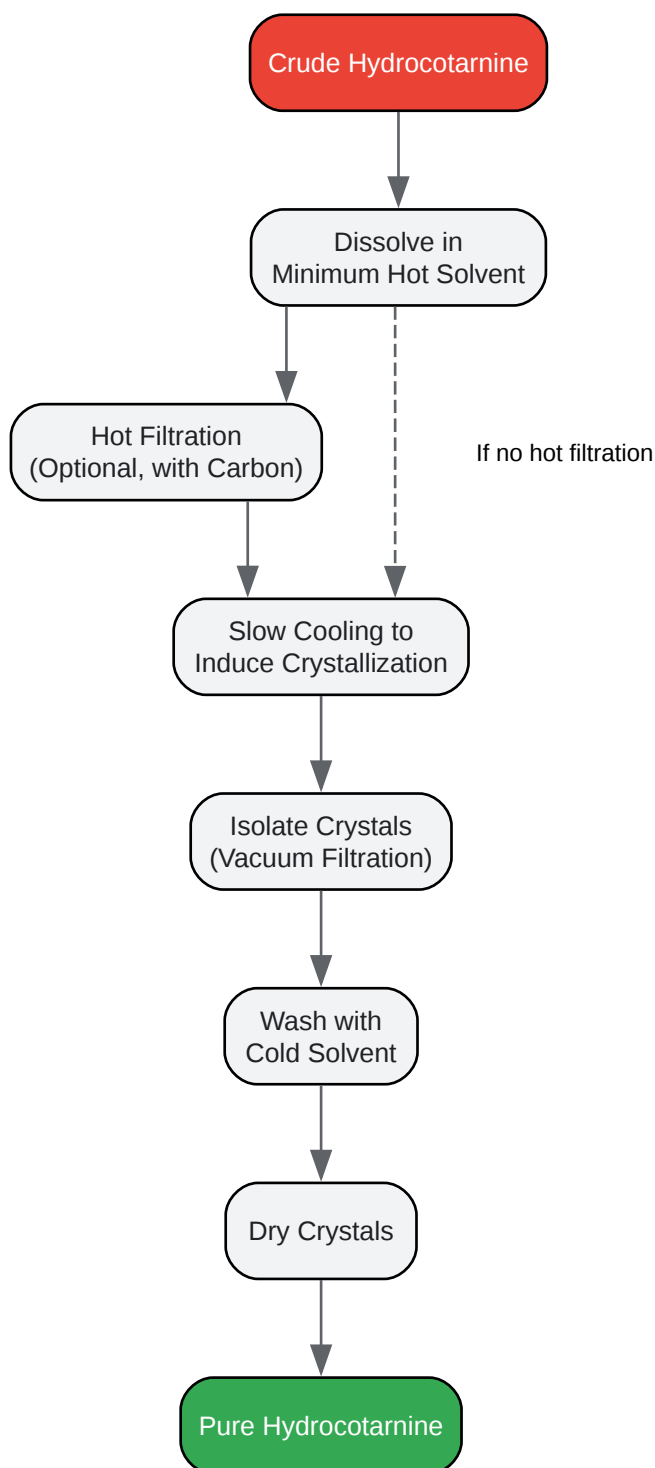 Crude Hydrocotarnine
Dissolve in
Minimum Hot Solvent
Hot Filtration
(Optional, with Carbon)
If no hot filtration
Slow Cooling to
Induce Crystallization
Isolate Crystals
(Vacuum Filtration)
Wash with
Cold Solvent
Dry Crystals
Pure Hydrocotarnine